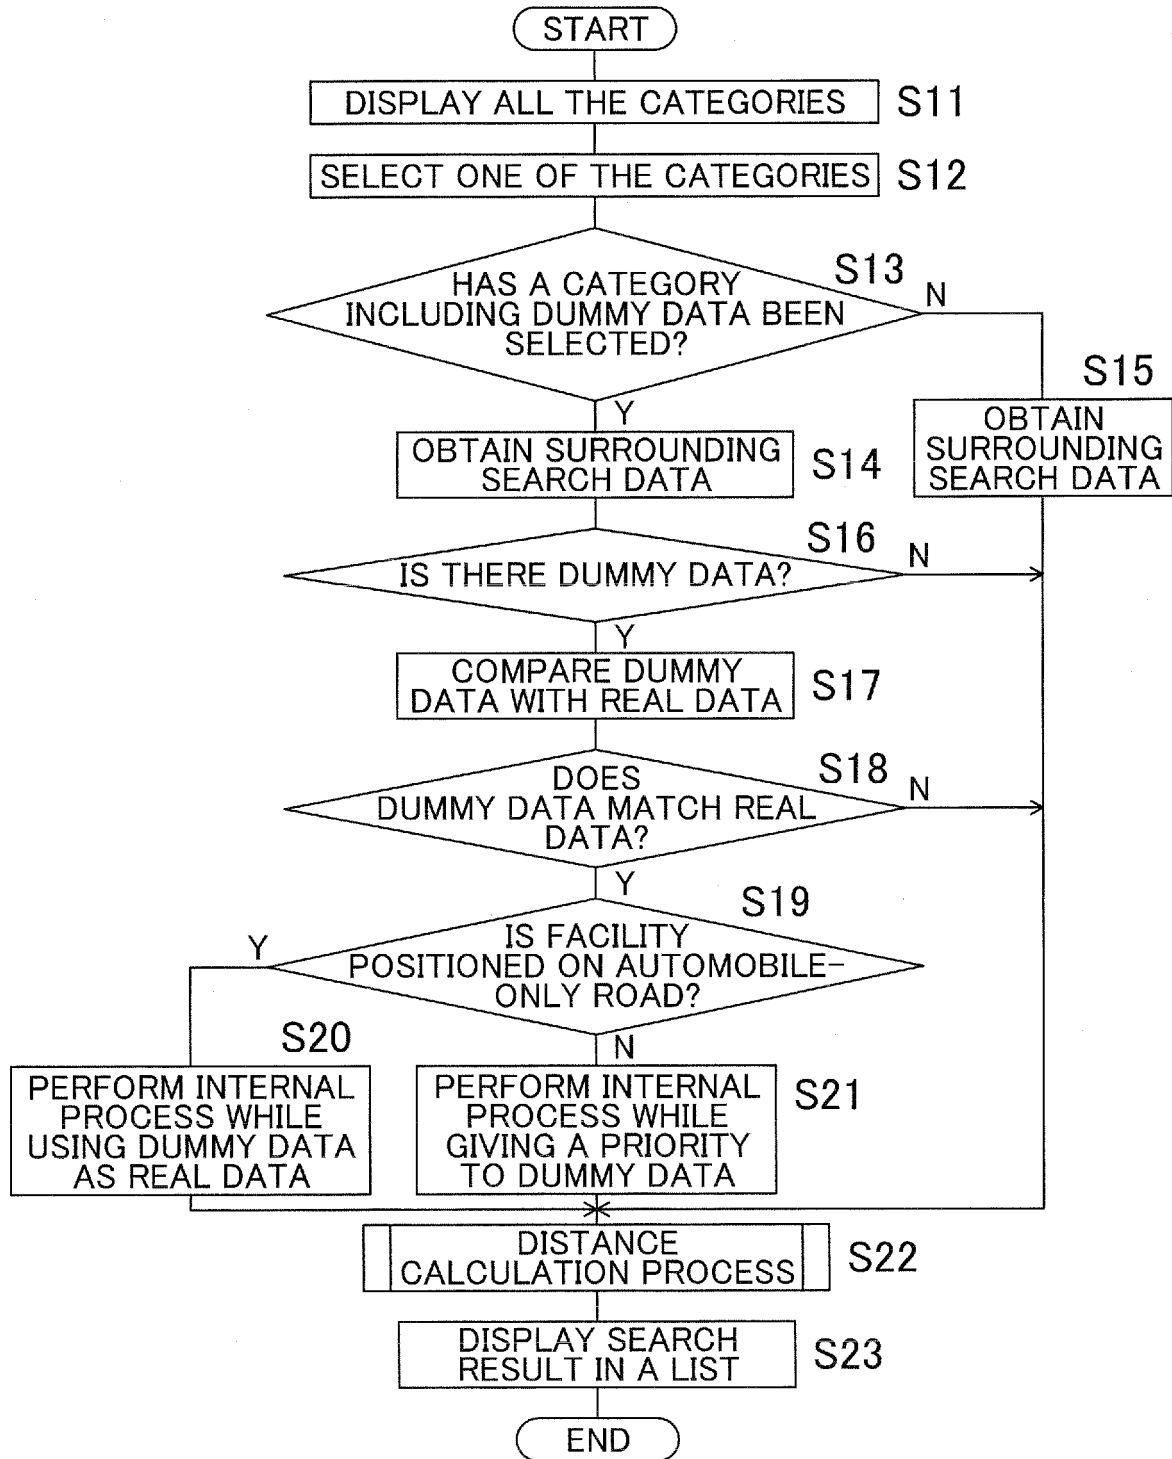 START
DISPLAY ALL THE CATEGORIES
S11
SELECT ONE OF THE CATEGORIES
S12
HAS A CATEGORY
INCLUDING DUMMY DATA BEEN
SELECTED?
S13
N
Y
S15
OBTAIN
SURROUNDING
SEARCH DATA
OBTAIN SURROUNDING
SEARCH DATA
S14
S16
IS THERE DUMMY DATA?
N
Y
COMPARE DUMMY
DATA WITH REAL DATA
S17
DOES
DUMMY DATA MATCH REAL
DATA?
S18
N
Y
S19
IS FACILITY
POSITIONED ON AUTOMOBILE-
ONLY ROAD?
Y
N
S20
PERFORM INTERNAL
PROCESS WHILE
USING DUMMY DATA
AS REAL DATA
PERFORM INTERNAL
PROCESS WHILE
GIVING A PRIORITY
TO DUMMY DATA
S21
DISTANCE
CALCULATION PROCESS
S22
DISPLAY SEARCH
RESULT IN A LIST
S23
END